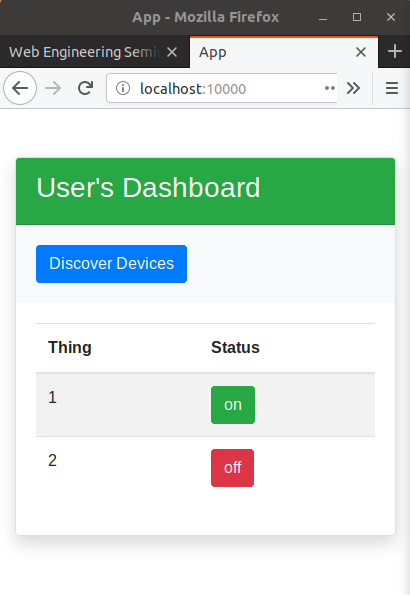 App - Mozilla Firefox
Web Engineering Semi
App
localhost:10000
User's Dashboard
Discover Devices
Thing Status
1 on
2 off